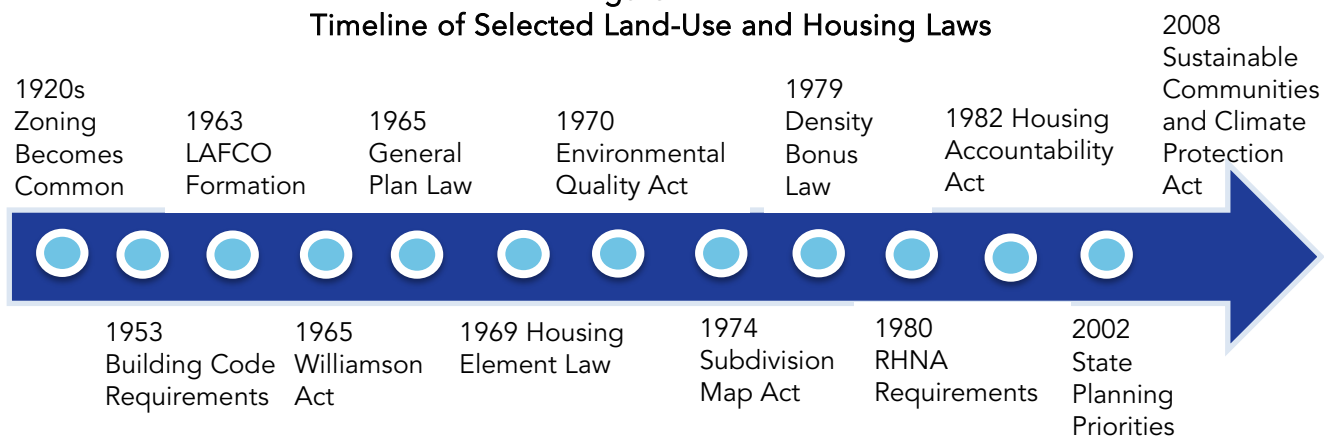 Timeline of Selected Land-Use and Housing Laws
1920s
Zoning
Becomes
Common
1953
Building Code
Requirements
1963
LAFCO
Formation
1965
Williamson
Act
1965
General
Plan Law
1969 Housing
Element Law
1970
Environmental
Quality Act
1974
Subdivision
Map Act
1979
Density
Bonus
Law
1980
RHNA
Requirements
1982 Housing
Accountability
Act
2002
State
Planning
Priorities
2008
Sustainable
Communities
and Climate
Protection
Act